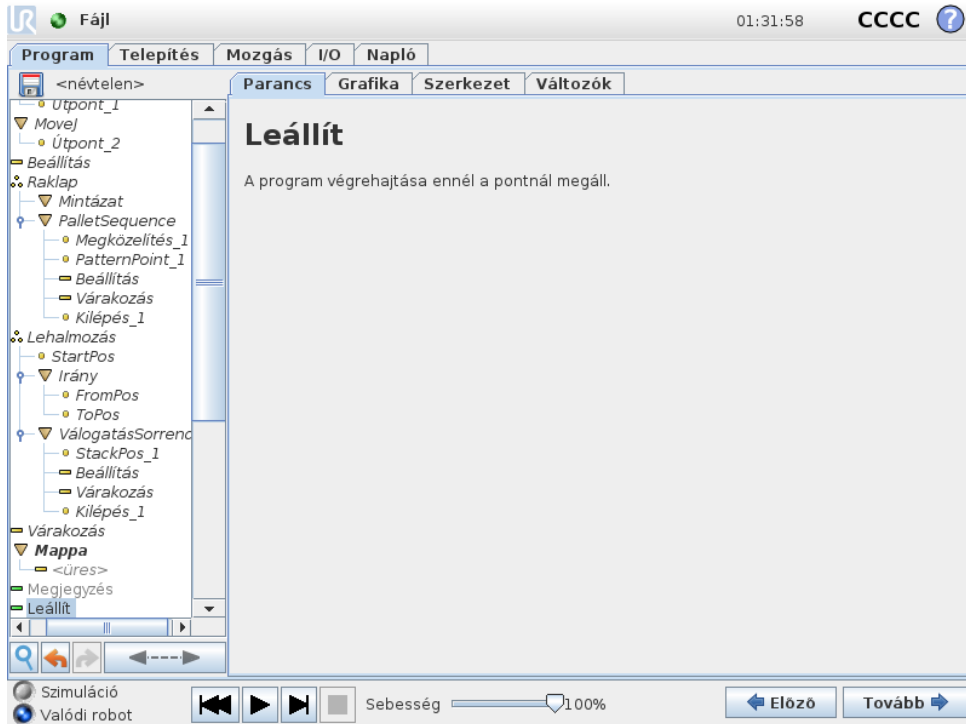 UR Fájl 01:31:58 CCCC ?
Program Telepítés Mozgás I/O Napló
<névtelen>
Parancs Grafika Szerkezet Változók
Útpont_1
MoveJ
Útpont_2
Beállítás
Raklap
Mintázat
PalletSequence
Megközelítés_1
PatternPoint_1
Beállítás
Várakozás
Kilépés_1
Lehalmozás
StartPos
Irány
FromPos
ToPos
VálogatásSorrend
StackPos_1
Beállítás
Várakozás
Kilépés_1
Várakozás
Mappa
<üres>
Megjegyzés
Leállít
Leállít
A program végrehajtása ennél a pontnál megáll.
Szimuláció
Valódi robot
Sebesség 100%
Előző Tovább